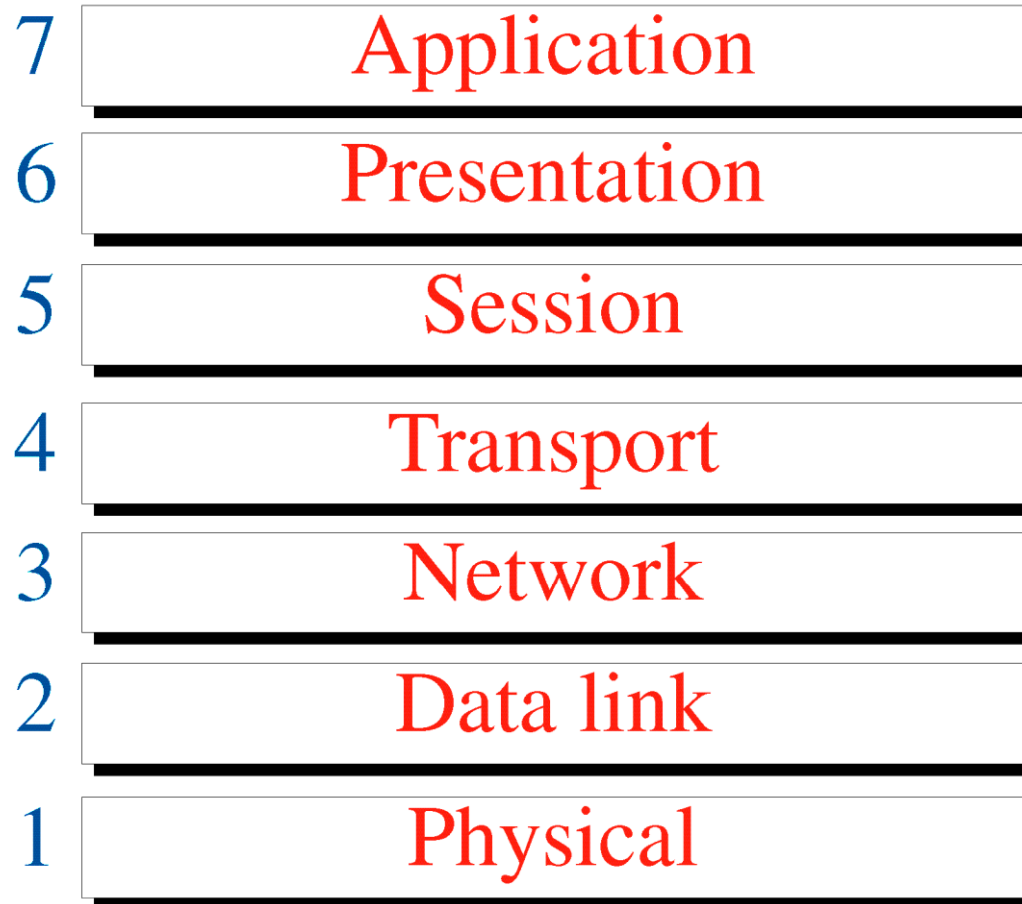 7 Application
6 Presentation
5 Session
4 Transport
3 Network
2 Data link
1 Physical